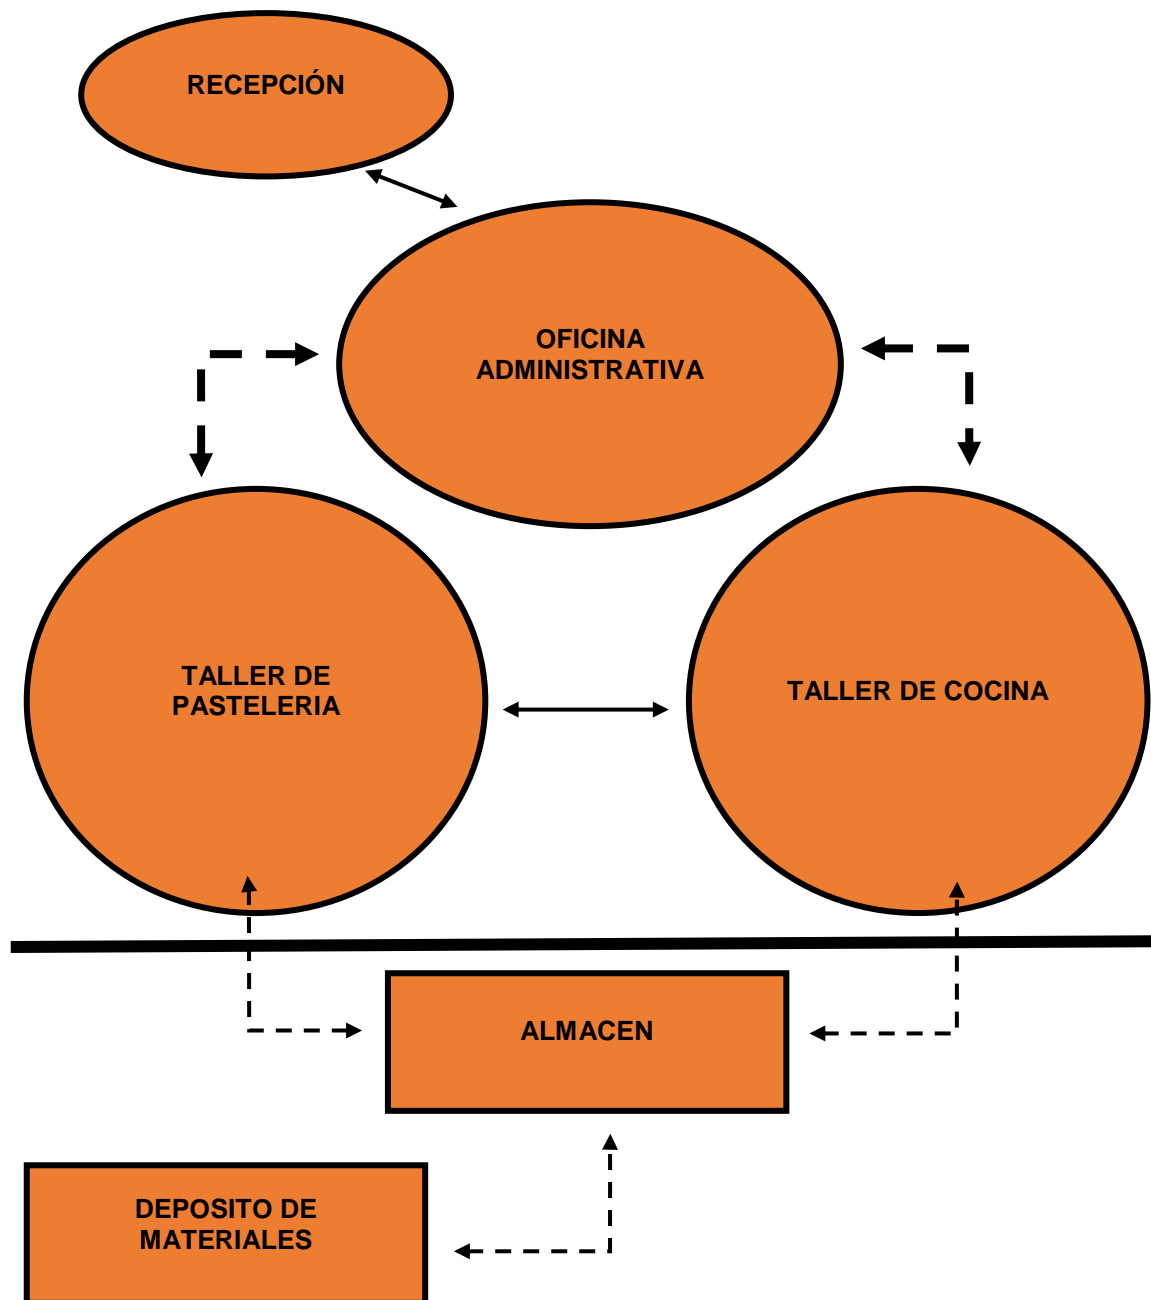 RECEPCIÓN
OFICINA
ADMINISTRATIVA
TALLER DE
PASTELERIA
TALLER DE COCINA
ALMACEN
DEPOSITO DE
MATERIALES